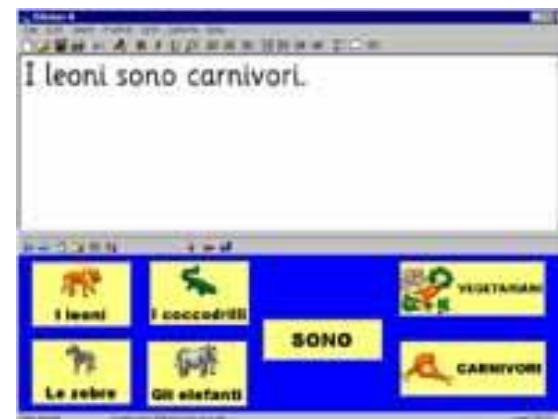 I leoni sono carnivori.
I leoni
I coccodrilli
SONO
VEGETARIANI
Le zebre
Gli elefanti
CARNIVORI